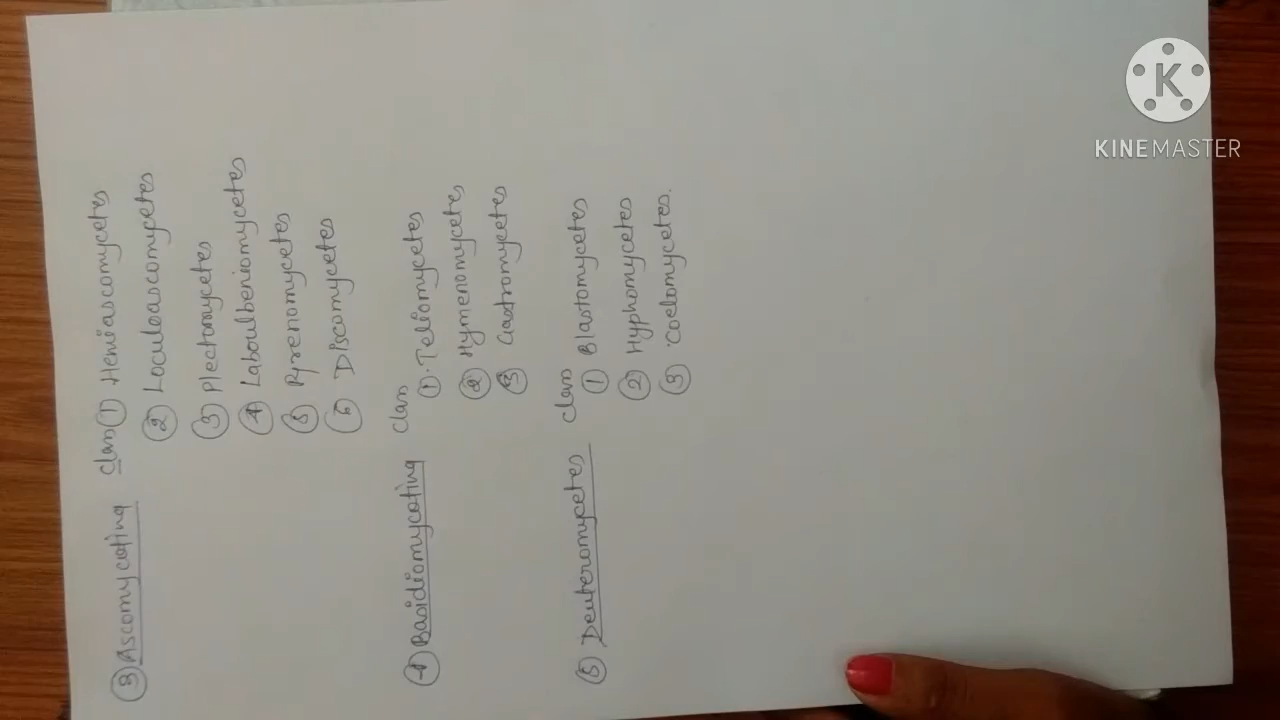 ③ Ascomycotina class ① Hemiascomycetes
② Loculoascomycetes
③ Plectomycetes
④ Laboulbeniomycetes
⑤ Pyrenomycetes
⑥ Discomycetes
④ Basidiomycotina class
① Teliomycetes
② Hymenomycetes
③ Gastromycetes
⑤ Deuteromycetes class
① Blastomycetes
② Hyphomycetes
③ Coelomycetes.
K
KINEMASTER